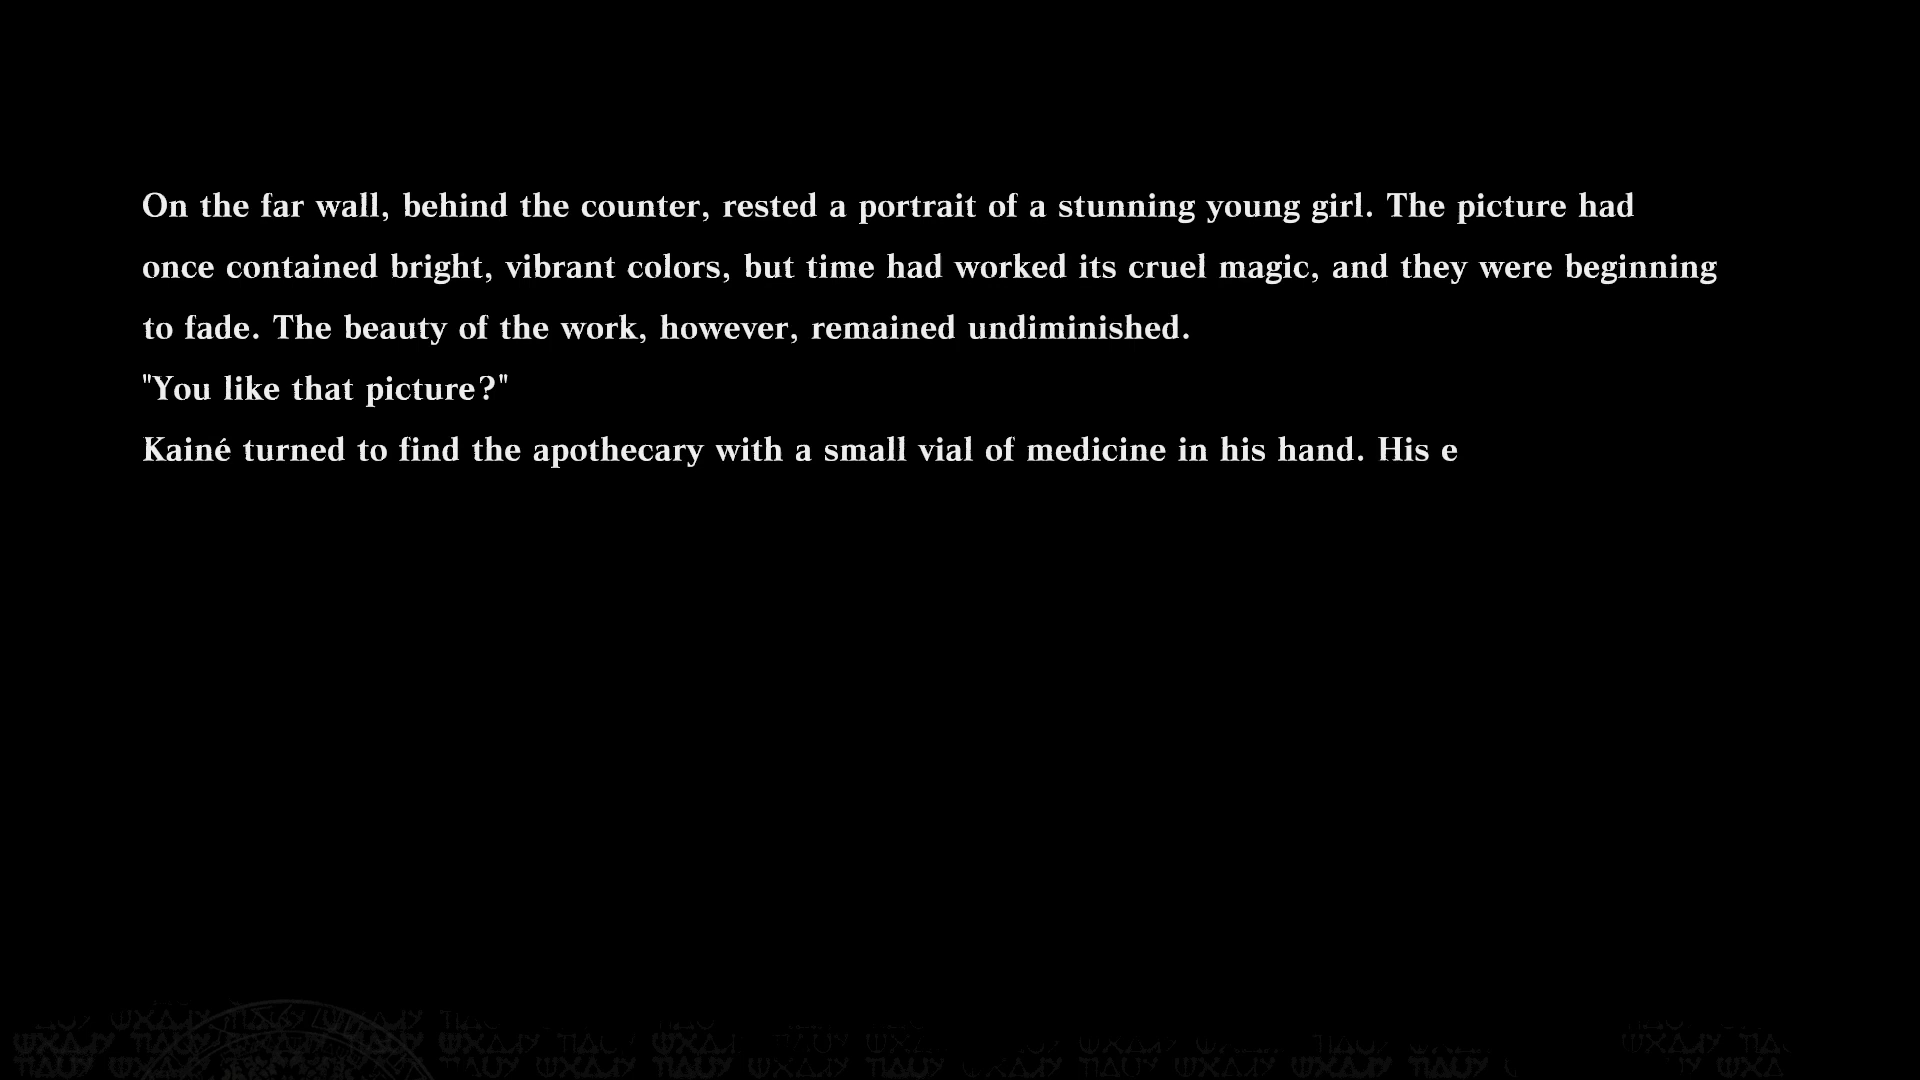 On the far wall, behind the counter, rested a portrait of a stunning young girl. The picture had
once contained bright, vibrant colors, but time had worked its cruel magic, and they were beginning
to fade. The beauty of the work, however, remained undiminished.
"You like that picture?"
Kainé turned to find the apothecary with a small vial of medicine in his hand. His e